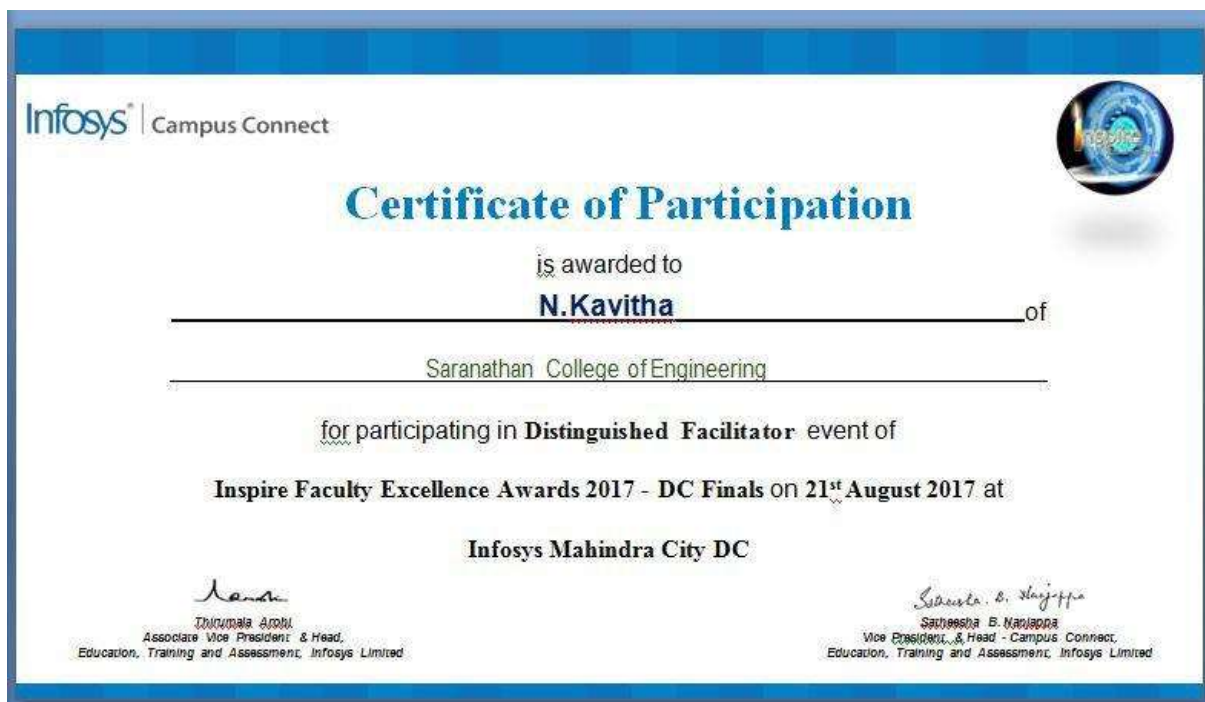 Infosys® | Campus Connect
Inspire
Certificate of Participation
is awarded to
N.Kavitha of
Saranathan College of Engineering
for participating in Distinguished Facilitator event of
Inspire Faculty Excellence Awards 2017 - DC Finals on 21st August 2017 at
Infosys Mahindra City DC
Satheesha. B. Nanjappa
Thirumala Arohi
Satheesha B. Nanjappa
Associate Vice President & Head,
Vice President & Head - Campus Connect,
Education, Training and Assessment, Infosys Limited
Education, Training and Assessment, Infosys Limited